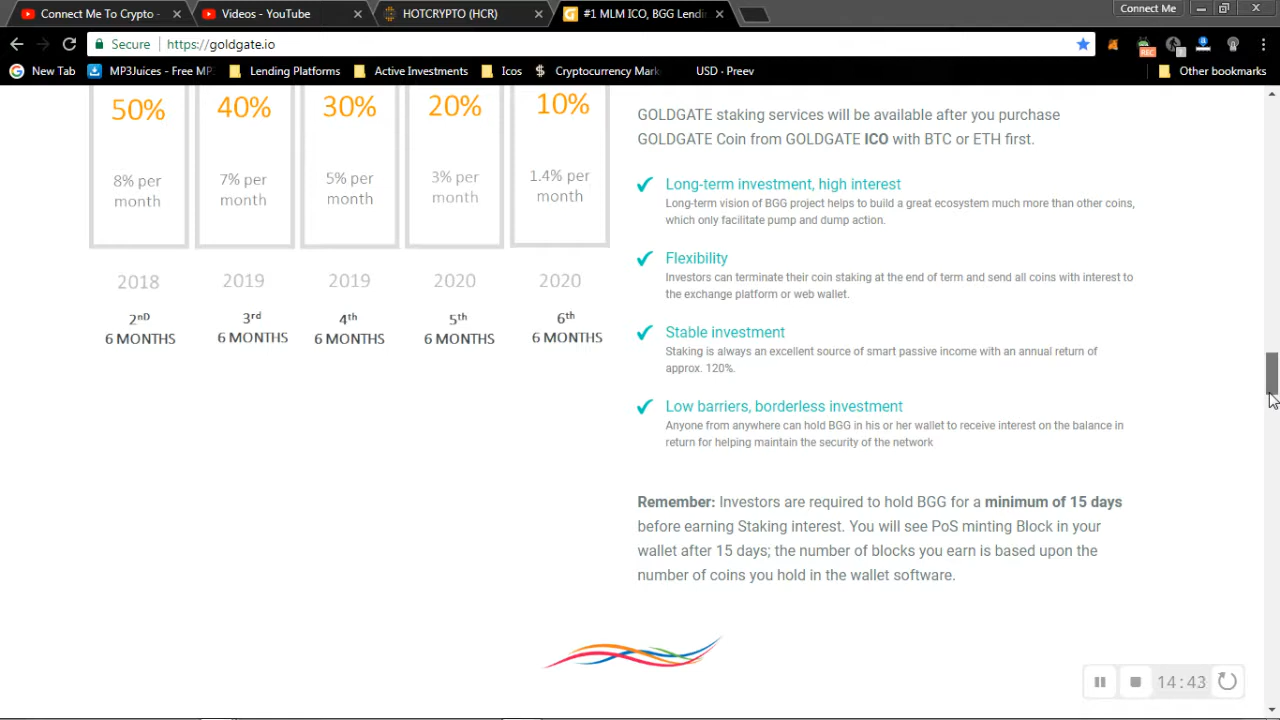 Connect Me To Crypto -
Videos - YouTube
HOTCRYPTO (HCR)
#1 MLM ICO, BGG Lendin
Connect Me
Secure
https://goldgate.io
New Tab
MP3Juices - Free MP
Lending Platforms
Active Investments
Icos
Cryptocurrency Mark
USD - Preev
Other bookmarks
REC
1
50%
40%
30%
20%
10%
8% per
month
7% per
month
5% per
month
3% per
month
1.4% per
month
2018
2019
2019
2020
2020
2nD
6 MONTHS
3rd
6 MONTHS
4th
6 MONTHS
5th
6 MONTHS
6th
6 MONTHS
GOLDGATE staking services will be available after you purchase
GOLDGATE Coin from GOLDGATE ICO with BTC or ETH first.
Long-term investment, high interest
Long-term vision of BGG project helps to build a great ecosystem much more than other coins,
which only facilitate pump and dump action.
Flexibility
Investors can terminate their coin staking at the end of term and send all coins with interest to
the exchange platform or web wallet.
Stable investment
Staking is always an excellent source of smart passive income with an annual return of
approx. 120%.
Low barriers, borderless investment
Anyone from anywhere can hold BGG in his or her wallet to receive interest on the balance in
return for helping maintain the security of the network
Remember: Investors are required to hold BGG for a minimum of 15 days
before earning Staking interest. You will see PoS minting Block in your
wallet after 15 days; the number of blocks you earn is based upon the
number of coins you hold in the wallet software.
14:43